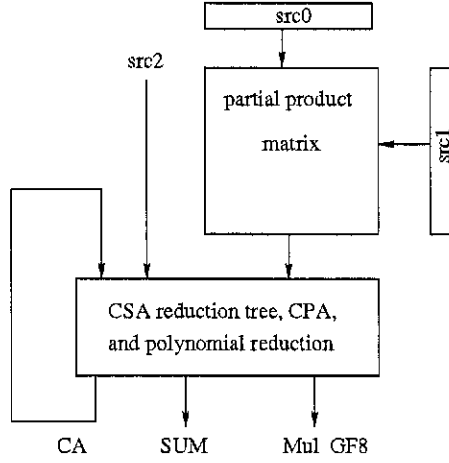 src0
src2
partial product
matrix
src1
CSA reduction tree, CPA,
and polynomial reduction
CA
SUM
Mul GF8